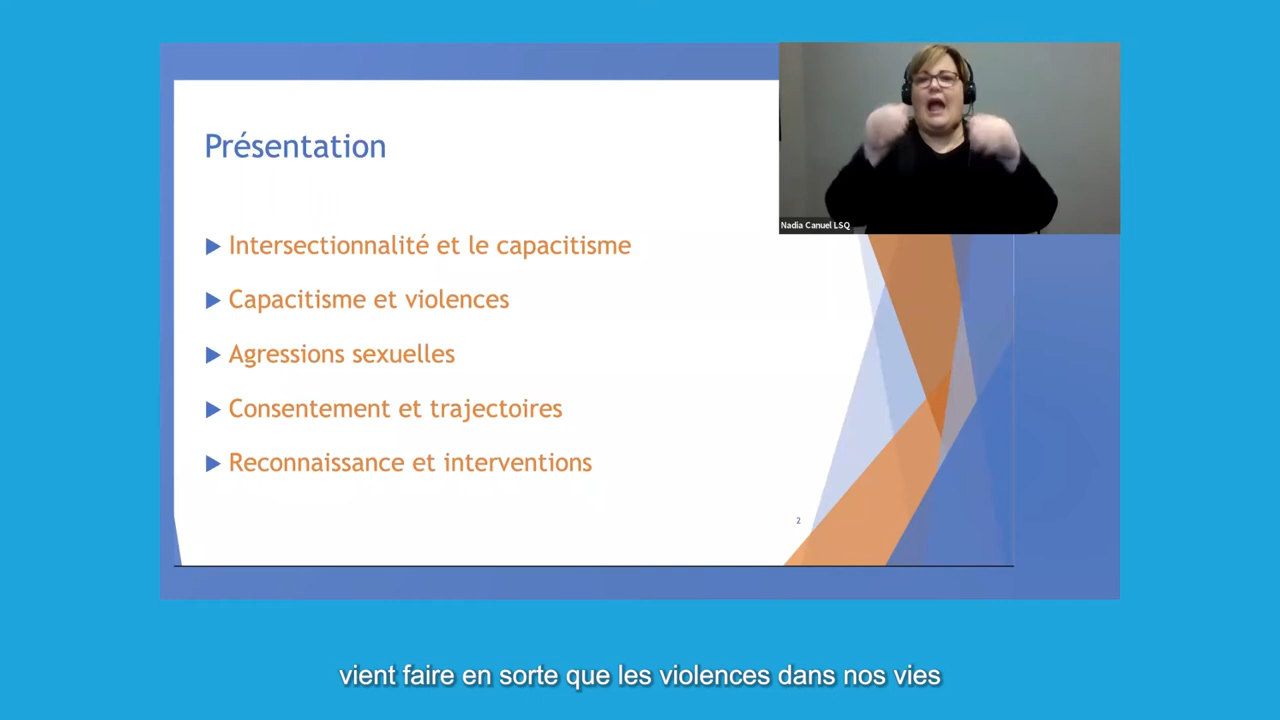 Présentation
Intersectionnalité et le capacitisme
Capacitisme et violences
Agressions sexuelles
Consentement et trajectoires
Reconnaissance et interventions
2
Nadia Canuel LSQ
vient faire en sorte que les violences dans nos vies